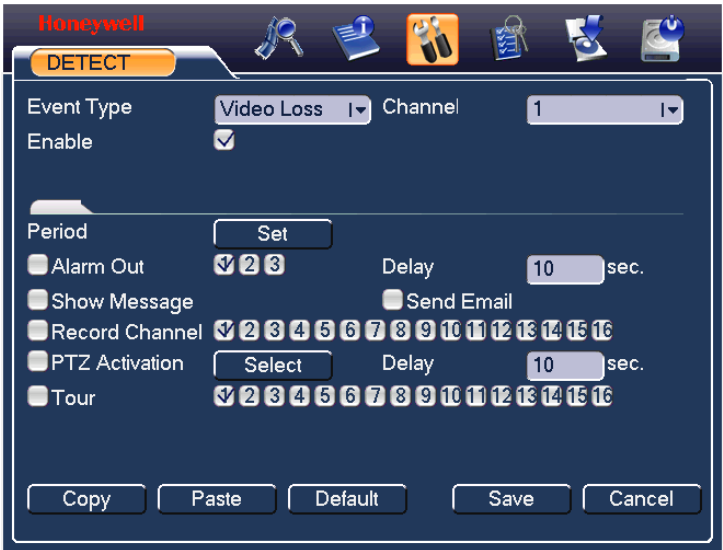 Honeywell
DETECT
Event Type Video Loss Channel 1
Enable
Period Set
Alarm Out 1 2 3 Delay 10 sec.
Show Message Send Email
Record Channel 1 2 3 4 5 6 7 8 9 10 11 12 13 14 15 16
PTZ Activation Select Delay 10 sec.
Tour 1 2 3 4 5 6 7 8 9 10 11 12 13 14 15 16
Copy Paste Default Save Cancel